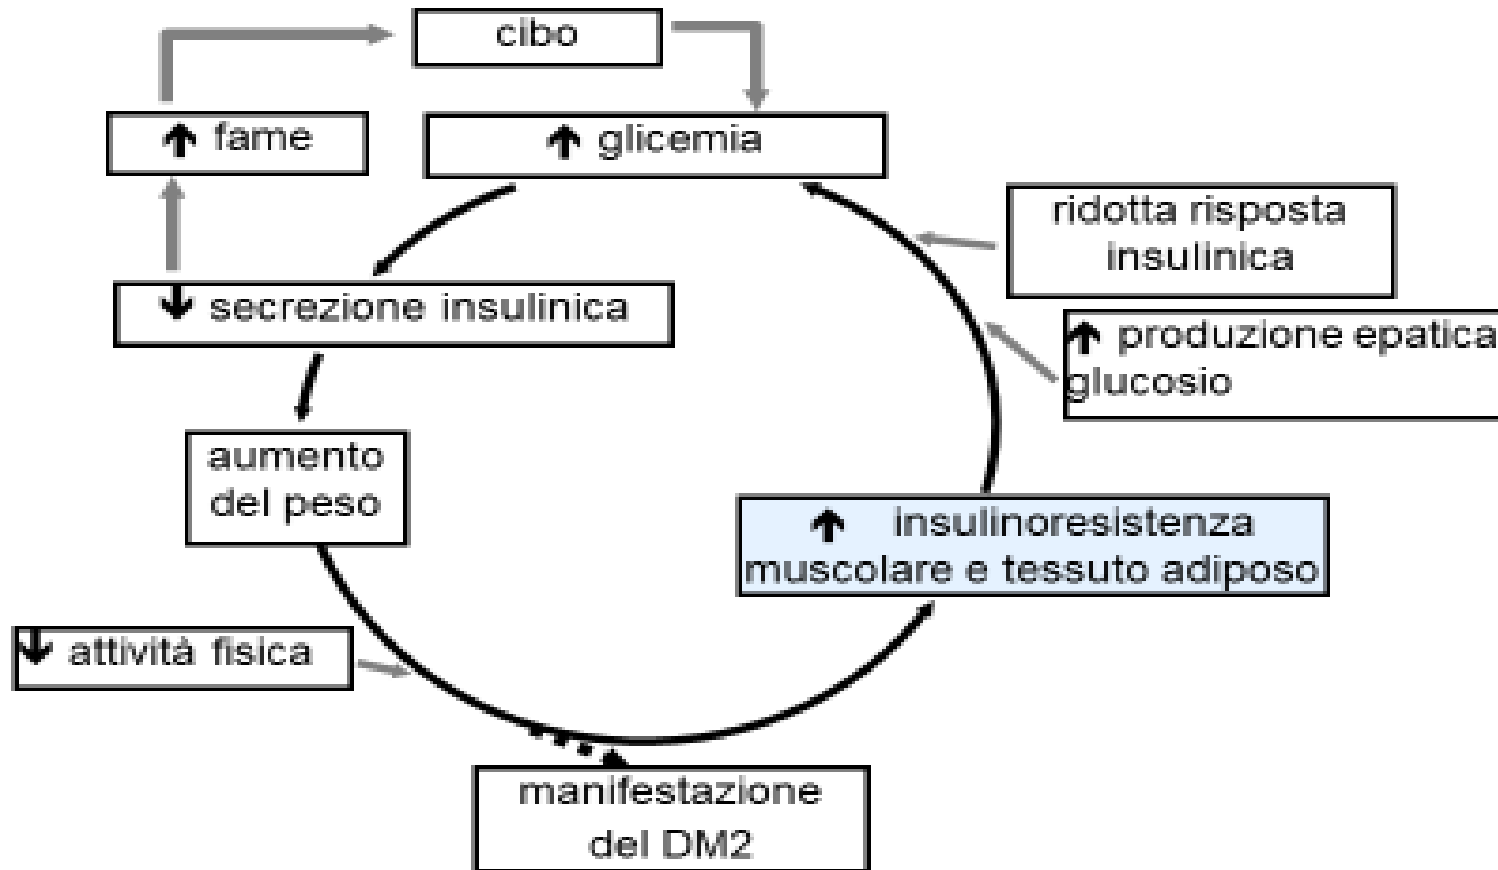 cibo
↑ fame
↑ glicemia
ridotta risposta
insulinica
↓ secrezione insulinica
↑ produzione epatica
glucosio
aumento
del peso
↑ insulinoresistenza
muscolare e tessuto adiposo
↓ attività fisica
manifestazione
del DM2